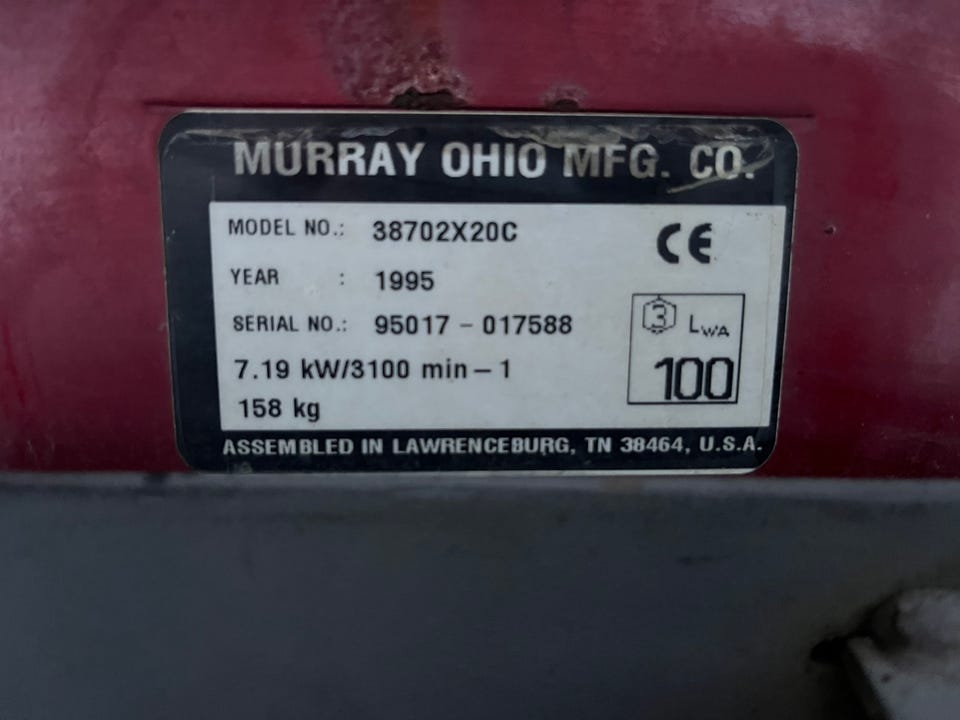 MURRAY OHIO MFG. CO.
MODEL NO.: 38702X20C
CE
YEAR : 1995
SERIAL NO.: 95017 - 017588
3 LWA
100
7.19 kW/3100 min - 1
158 kg
ASSEMBLED IN LAWRENCEBURG, TN 38464, U.S.A.